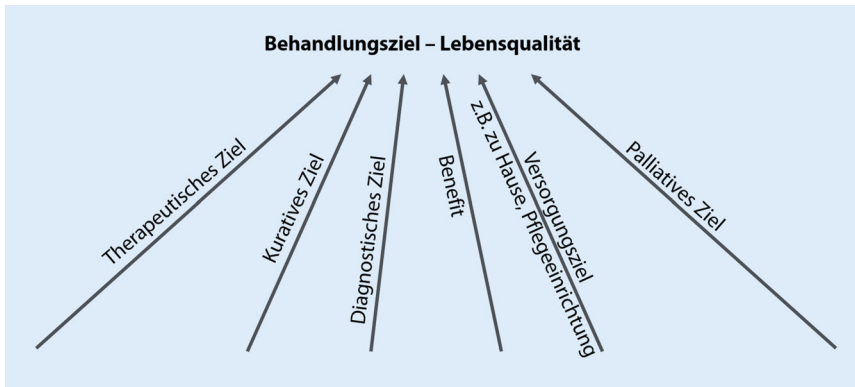 Behandlungsziel – Lebensqualität
Therapeutisches Ziel
Kuratives Ziel
Diagnostisches Ziel
Benefit
Versorgungsziel
z.B. zu Hause, Pflegeeinrichtung
Palliatives Ziel